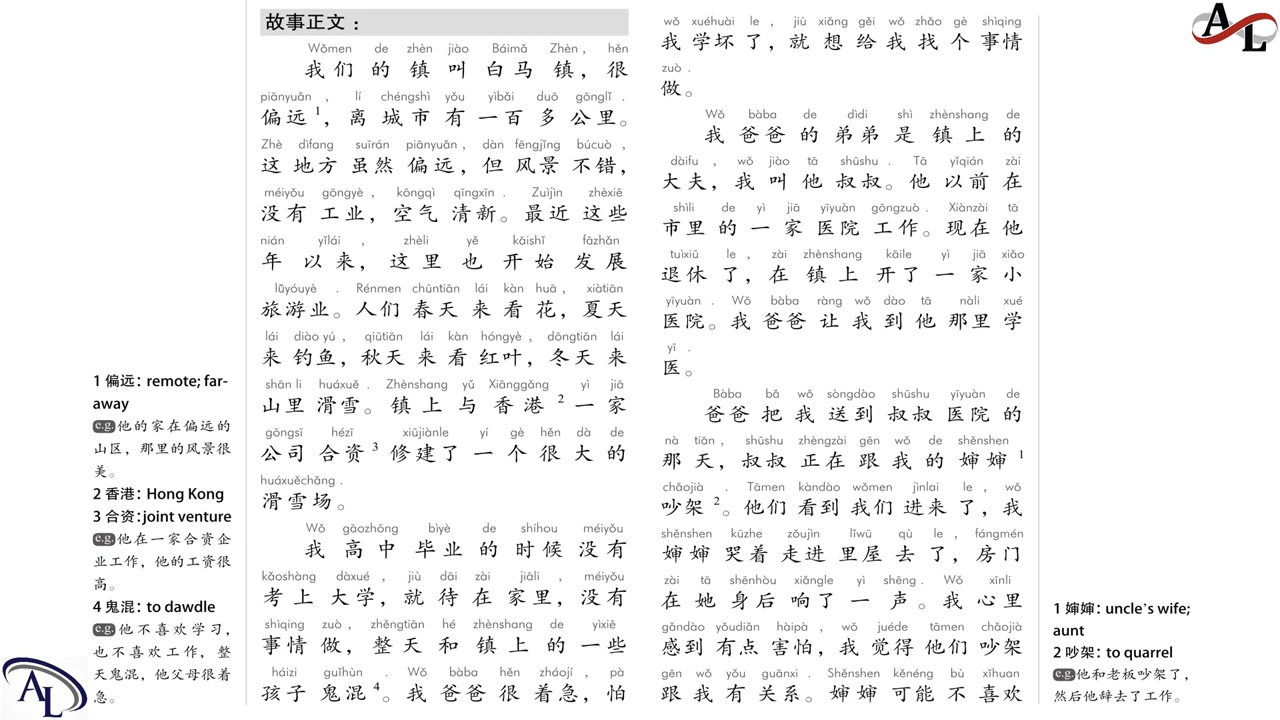 故事正文：
Wǒmen de zhèn jiào Báimǎ Zhèn, hěn
我们的镇叫白马镇，很
piānyuǎn, lí chéngshì yǒu yìbǎi duō gōnglǐ.
偏远1，离城市有一百多公里。
Zhè dìfang suīrán piānyuǎn, dàn fēngjǐng búcuò,
这地方虽然偏远，但风景不错，
méiyǒu gōngyè, kōngqì qīngxīn. Zuìjìn zhèxiē
没有工业，空气清新。最近这些
nián yǐlái, zhèli yě kāishǐ fāzhǎn
年以来，这里也开始发展
lǚyóuyè. Rénmen chūntiān lái kàn huā, xiàtiān
旅游业。人们春天来看花，夏天
lái diào yú, qiūtiān lái kàn hóngyè, dōngtiān lái
来钓鱼，秋天来看红叶，冬天来
shān li huáxuě. Zhènshang yǔ Xiānggǎng yì jiā
山里滑雪。镇上与香港2一家
gōngsī hézī xiūjiànle yí gè hěn dà de
公司合资3修建了一个很大的
huáxuěchǎng.
滑雪场。
Wǒ gāozhōng bìyè de shíhou méiyǒu
我高中毕业的时候没有
kǎoshàng dàxué, jiù dāi zài jiāli, méiyǒu
考上大学，就待在家里，没有
shìqing zuò, zhěngtiān hé zhènshang de yìxiē
事情做，整天和镇上的一些
háizi guǐhùn. Wǒ bàba hěn zháojí, pà
孩子鬼混4。我爸爸很着急，怕
1 偏远：remote; far-
away
e.g.他的家在偏远的
山区，那里的风景很
美。
2 香港：Hong Kong
3 合资：joint venture
e.g.他在一家合资企
业工作，他的工资很
高。
4 鬼混：to dawdle
e.g.他不喜欢学习，
也不喜欢工作，整
天鬼混，他父母很着
急。
wǒ xuéhuài le, jiù xiǎng gěi wǒ zhǎo gè shìqing
我学坏了，就想给我找个事情
zuò.
做。
Wǒ bàba de dìdi shì zhènshang de
我爸爸的弟弟是镇上的
dàifu, wǒ jiào tā shūshu. Tā yǐqián zài
大夫，我叫他叔叔。他以前在
shìli de yì jiā yīyuàn gōngzuò. Xiànzài tā
市里的一家医院工作。现在他
tuìxiū le, zài zhènshang kāile yì jiā xiǎo
退休了，在镇上开了一家小
yīyuàn. Wǒ bàba ràng wǒ dào tā nàli xué
医院。我爸爸让我到他那里学
yī.
医。
Bàba bǎ wǒ sòngdào shūshu yīyuàn de
爸爸把我送到叔叔医院的
nà tiān, shūshu zhèngzài gēn wǒ de shěnshen
那天，叔叔正在跟我的婶婶1
chǎojià. Tāmen kàndào wǒmen jìnlai le, wǒ
吵架2。他们看到我们进来了，我
shěnshen kūzhe zǒujìn lǐwū qù le, fángmén
婶婶哭着走进里屋去了，房门
zài tā shēnhòu xiǎngle yì shēng. Wǒ xīnli
在她身后响了一声。我心里
gǎndào yǒudiǎn hàipà, wǒ juéde tāmen chǎojià
感到有点害怕，我觉得他们吵架
gēn wǒ yǒu guānxi. Shěnshen kěnéng bù xǐhuan
跟我有关系。婶婶可能不喜欢
1 婶婶：uncle's wife;
aunt
2 吵架：to quarrel
e.g.他和老板吵架了，
然后他辞去了工作。
AL
AL